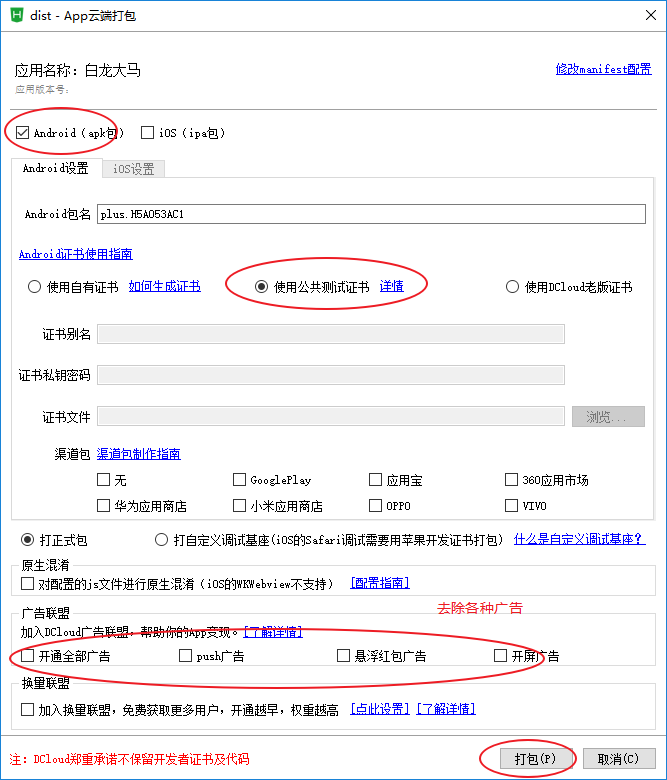 dist - App云端打包
应用名称：白龙大马
修改manifest配置
应用版本号：
Android（apk包） iOS（ipa包）
Android设置 iOS设置
Android包名 plus.H5A053AC1
Android证书使用指南
使用自有证书 如何生成证书 使用公共测试证书 详情 使用DCloud老版证书
证书别名
证书私钥密码
证书文件 浏览...
渠道包 渠道包制作指南
无 GooglePlay 应用宝 360应用市场
华为应用商店 小米应用商店 OPPO VIVO
打正式包 打自定义调试基座(iOS的Safari调试需要用苹果开发证书打包) 什么是自定义调试基座？
原生混淆
对配置的js文件进行原生混淆（iOS的WKWebview不支持） [配置指南]
去除各种广告
广告联盟
加入DCloud广告联盟，帮助你的App变现。[了解详情]
开通全部广告 push广告 悬浮红包广告 开屏广告
换量联盟
加入换量联盟，免费获取更多用户，开通越早，权重越高 [点此设置] [了解详情]
注：DCloud郑重承诺不保留开发者证书及代码
打包(P) 取消(C)